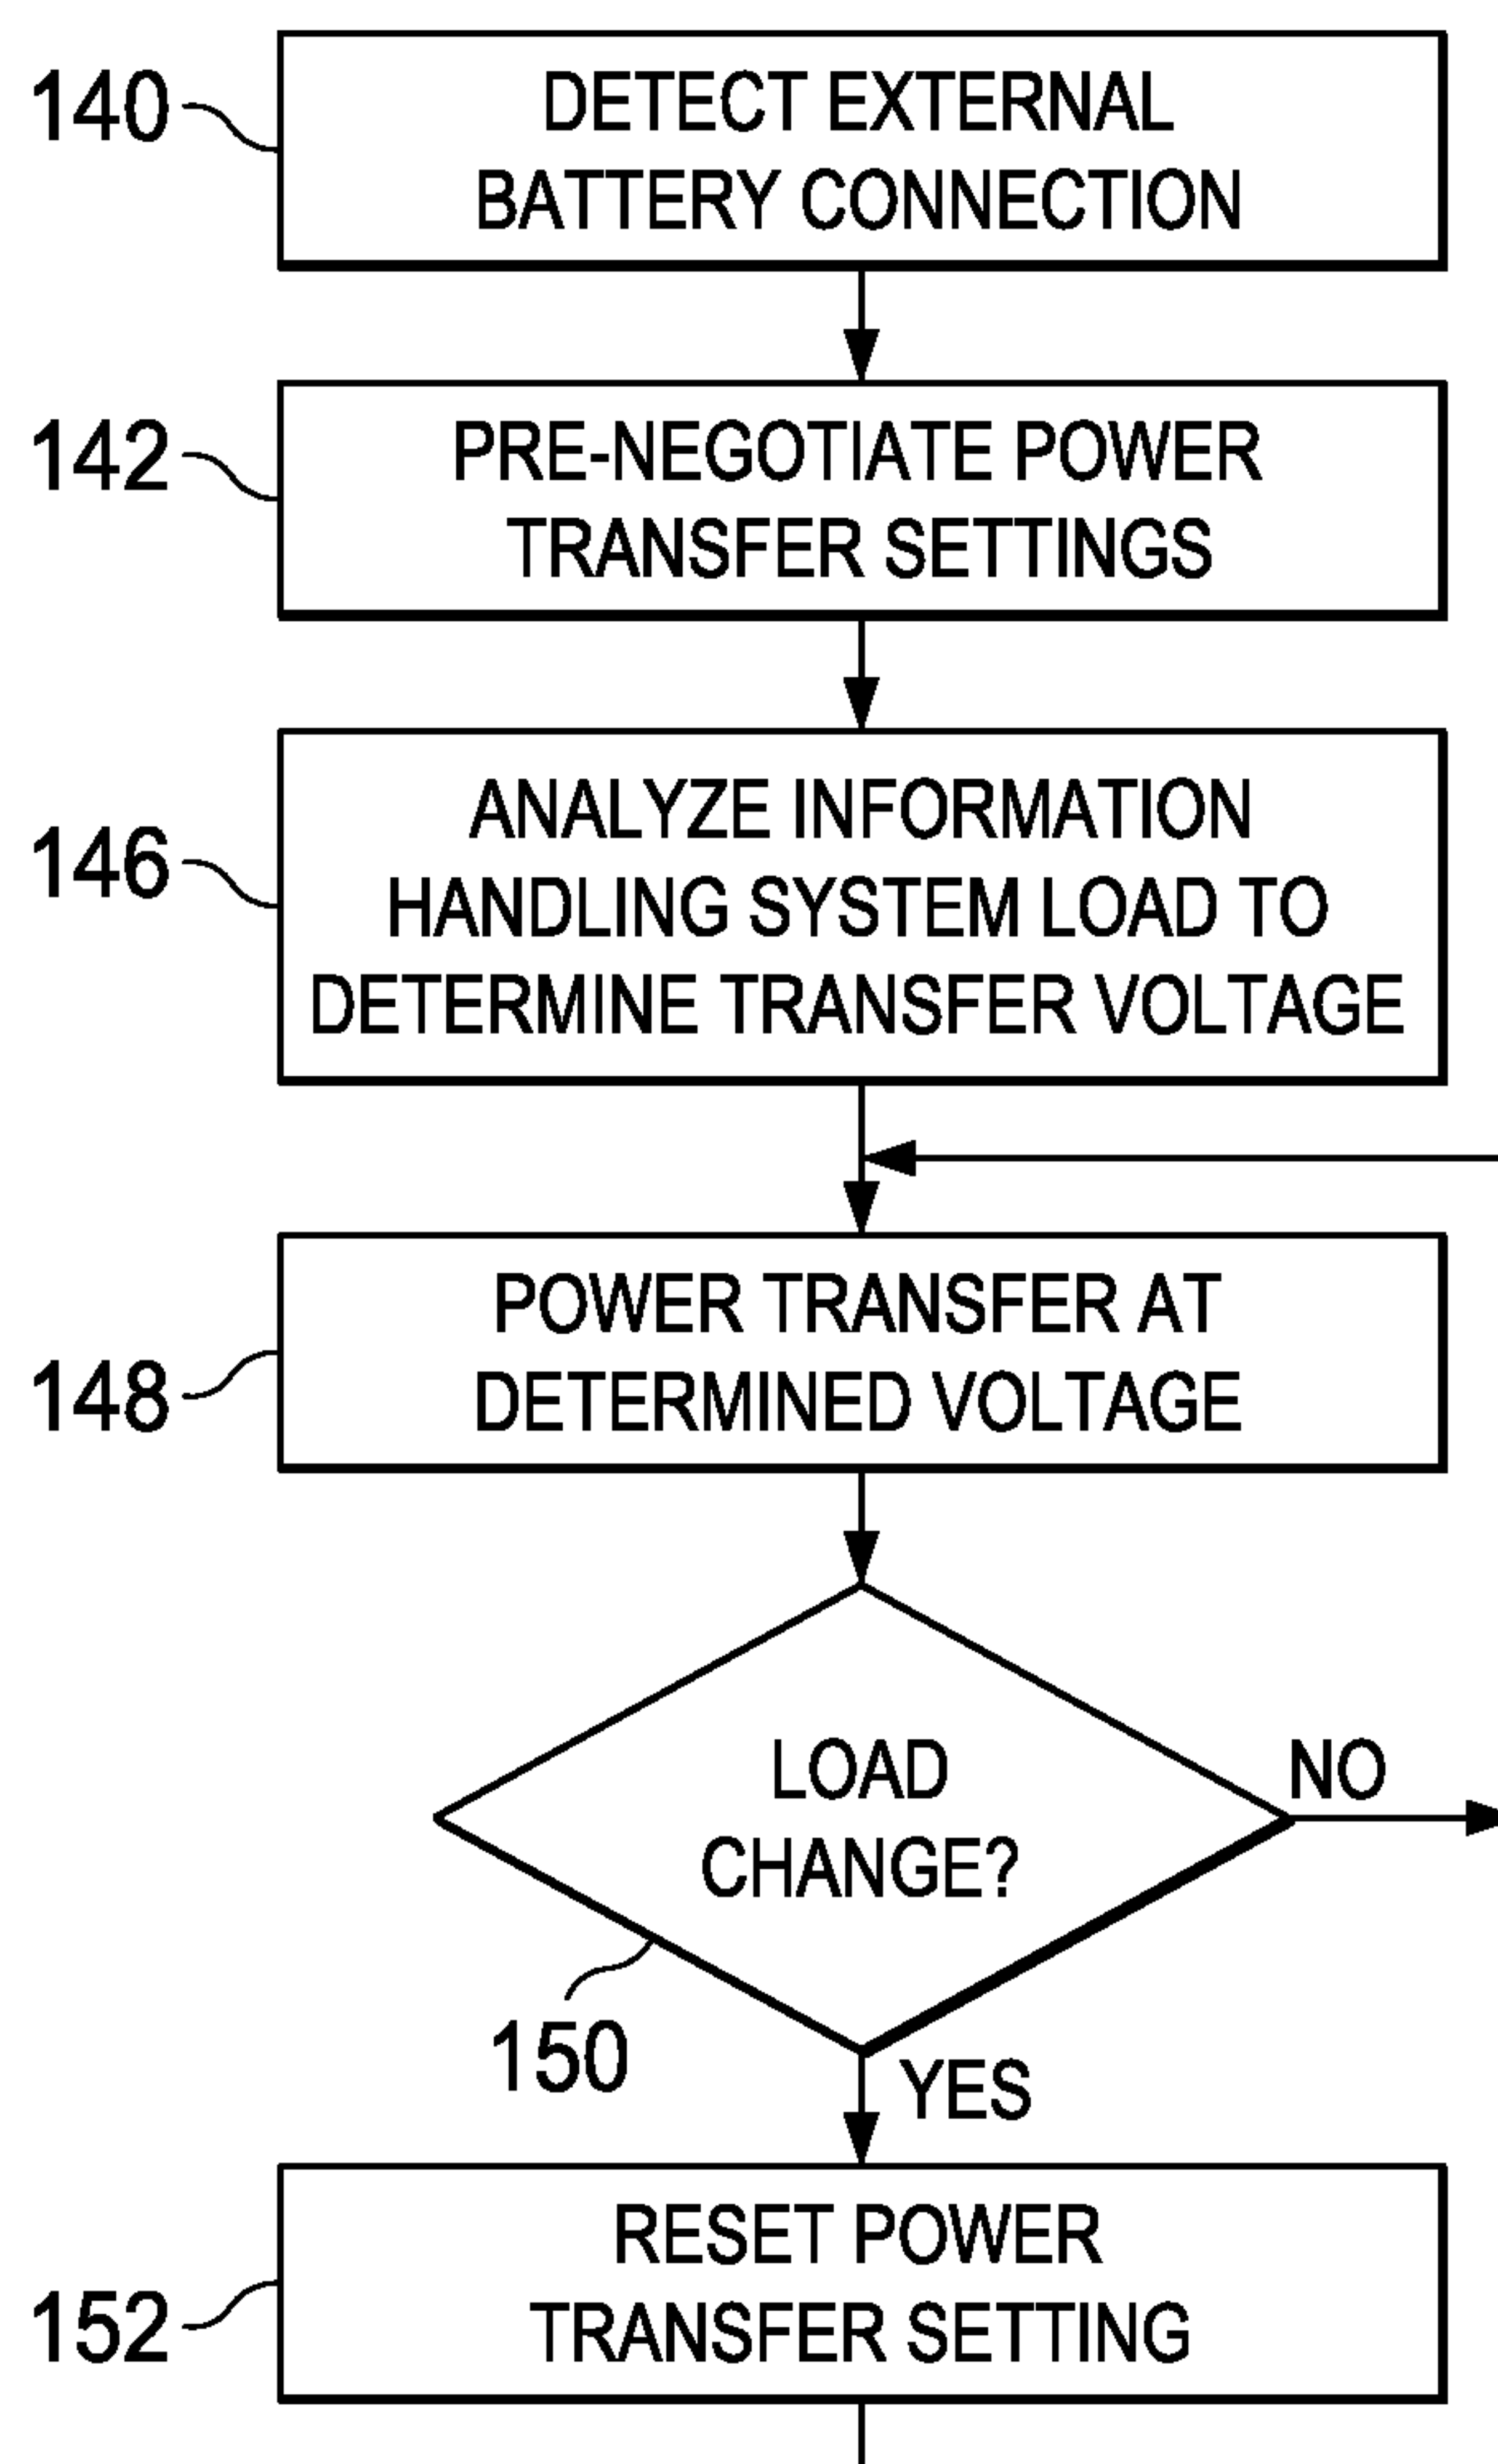 140
DETECT EXTERNAL
BATTERY CONNECTION
142
PRE-NEGOTIATE POWER
TRANSFER SETTINGS
146
ANALYZE INFORMATION
HANDLING SYSTEM LOAD TO
DETERMINE TRANSFER VOLTAGE
148
POWER TRANSFER AT
DETERMINED VOLTAGE
LOAD
CHANGE?
NO
150
YES
152
RESET POWER
TRANSFER SETTING